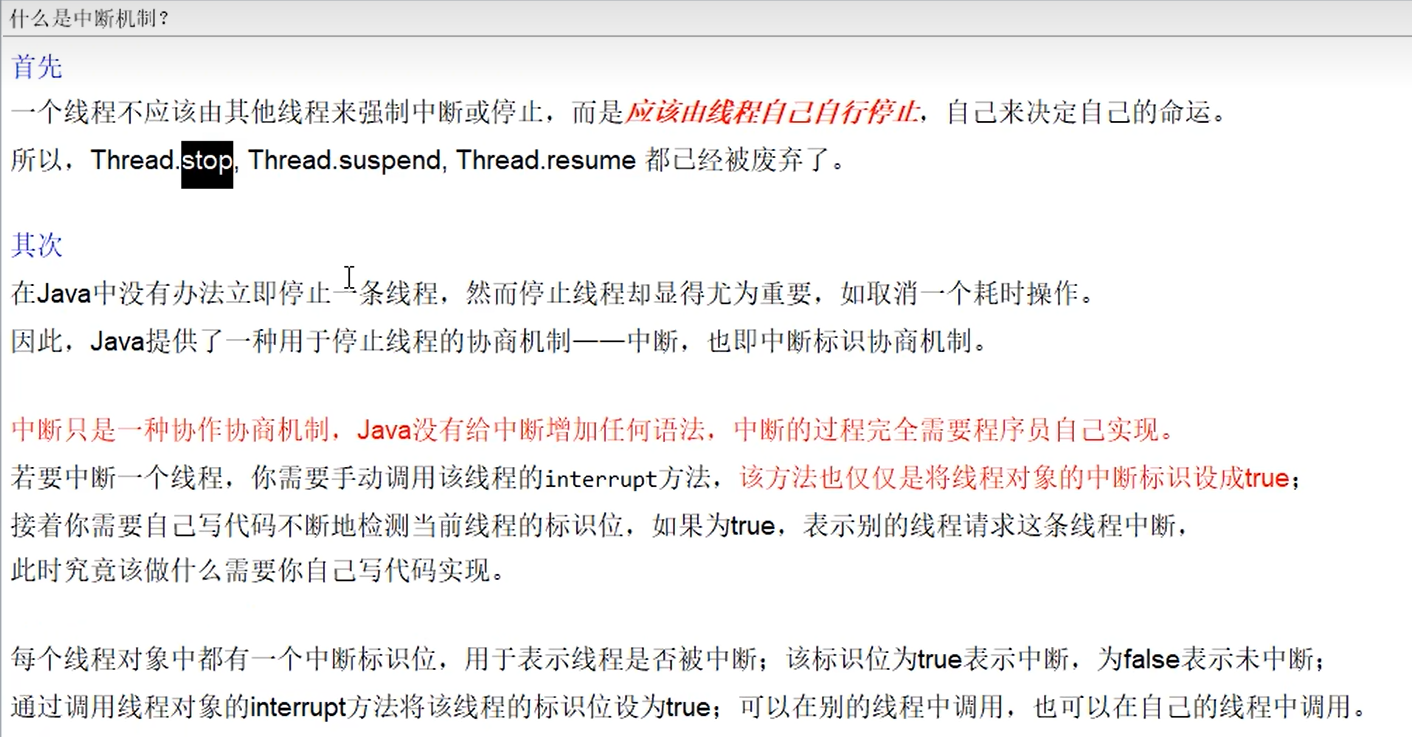 什么是中断机制?
首先
一个线程不应该由其他线程来强制中断或停止，而是应该由线程自己自行停止，自己来决定自己的命运。
所以，Thread.stop, Thread.suspend, Thread.resume 都已经被废弃了。
其次
在Java中没有办法立即停止一条线程，然而停止线程却显得尤为重要，如取消一个耗时操作。
因此，Java提供了一种用于停止线程的协商机制——中断，也即中断标识协商机制。
中断只是一种协作协商机制，Java没有给中断增加任何语法，中断的过程完全需要程序员自己实现。
若要中断一个线程，你需要手动调用该线程的interrupt方法，该方法也仅仅是将线程对象的中断标识设成true；
接着你需要自己写代码不断地检测当前线程的标识位，如果为true，表示别的线程请求这条线程中断，
此时究竟该做什么需要你自己写代码实现。
每个线程对象中都有一个中断标识位，用于表示线程是否被中断；该标识位为true表示中断，为false表示未中断；
通过调用线程对象的interrupt方法将该线程的标识位设为true；可以在别的线程中调用，也可以在自己的线程中调用。